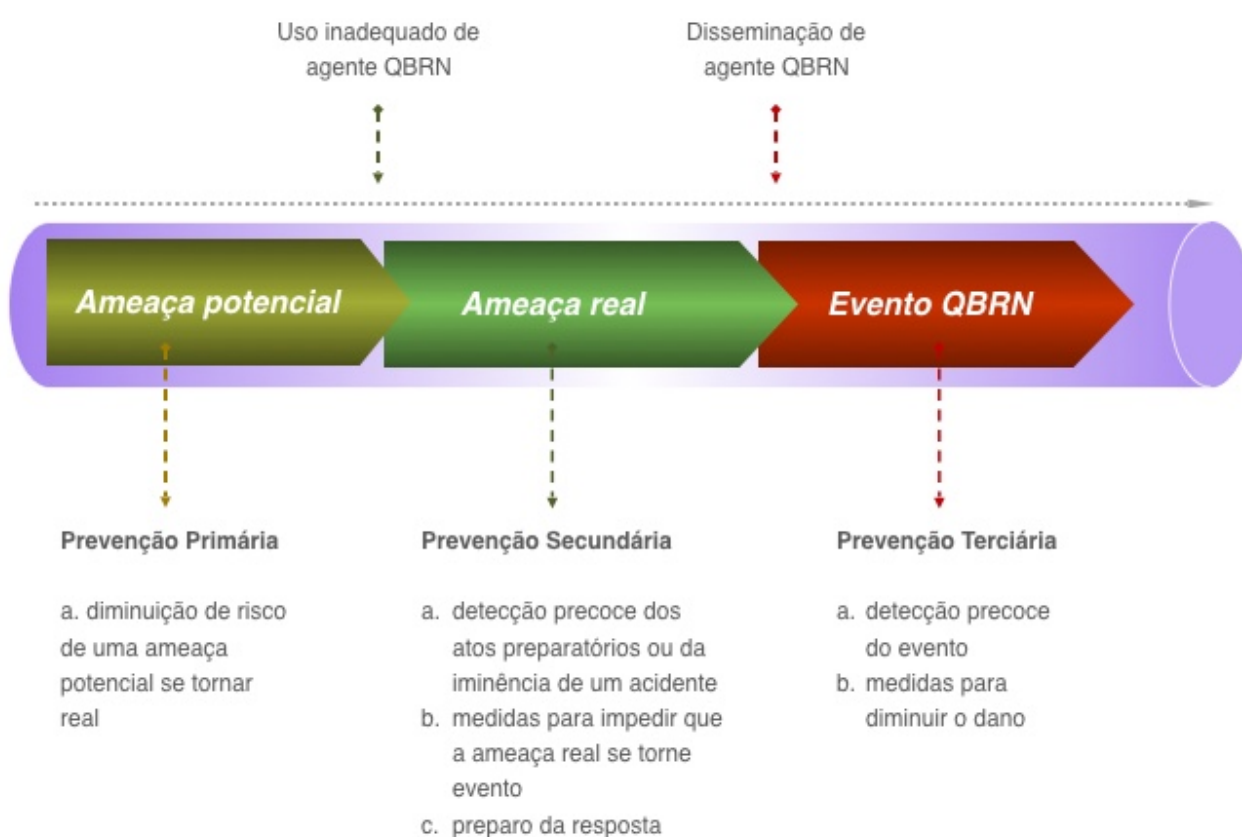 Uso inadequado de
agente QBRN
Disseminação de
agente QBRN
Ameaça potencial
Ameaça real
Evento QBRN
Prevenção Primária
a. diminuição de risco
de uma ameaça
potencial se tornar
real
Prevenção Secundária
a. detecção precoce dos
atos preparatórios ou da
iminência de um acidente
b. medidas para impedir que
a ameaça real se torne
evento
c. preparo da resposta
Prevenção Terciária
a. detecção precoce
do evento
b. medidas para
diminuir o dano